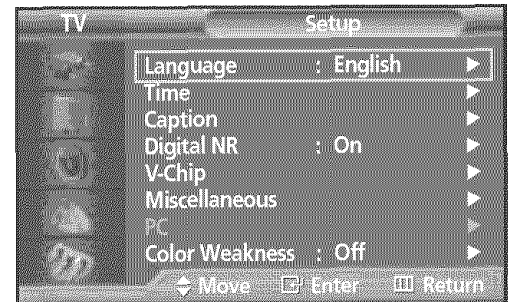 TV Setup
Language : English
Time
Caption
Digital NR : On
V-Chip
Miscellaneous
PC
Color Weakness : Off
Move Enter Return